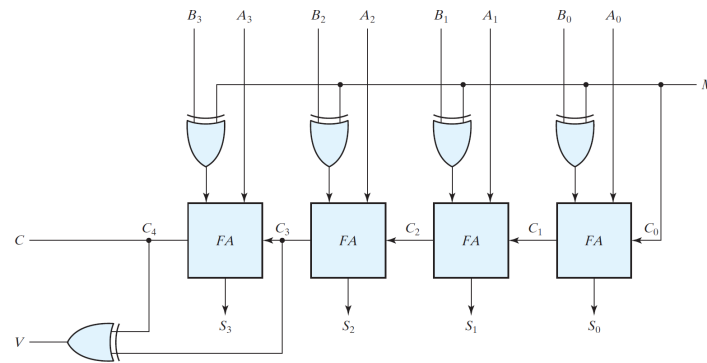 B₃ A₃ B₂ A₂ B₁ A₁ B₀ A₀
M
C C₄ FA C₃ FA C₂ FA C₁ FA C₀
S₃ S₂ S₁ S₀
V